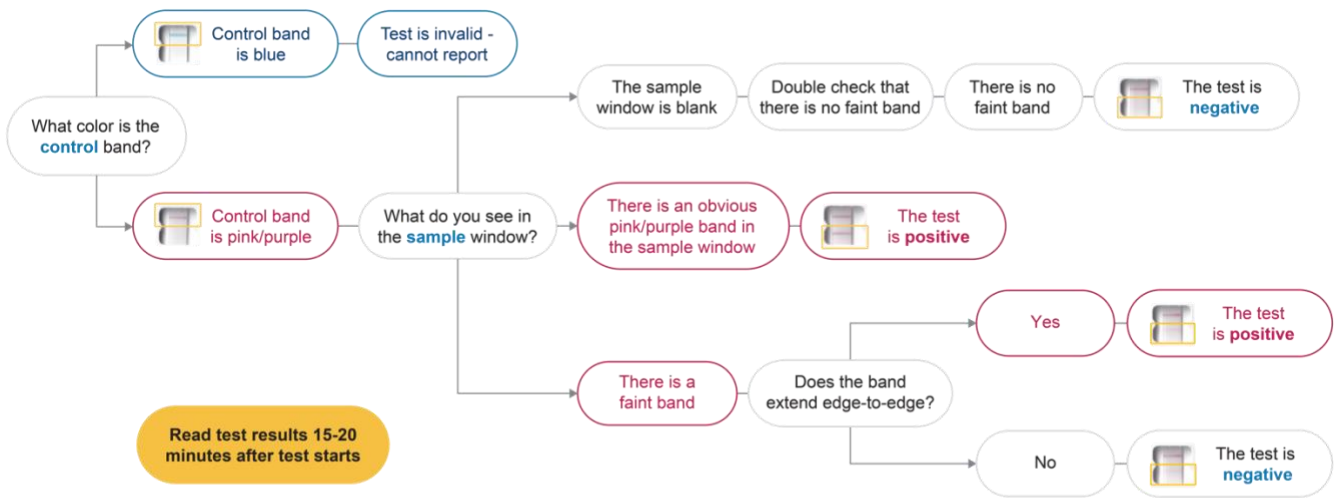 Control band
is blue
Test is invalid -
cannot report
What color is the
control band?
The sample
window is blank
Double check that
there is no faint band
There is no
faint band
The test is
negative
Control band
is pink/purple
What do you see in
the sample window?
There is an obvious
pink/purple band in
the sample window
The test
is positive
There is a
faint band
Does the band
extend edge-to-edge?
Yes
The test
is positive
No
The test is
negative
Read test results 15-20
minutes after test starts